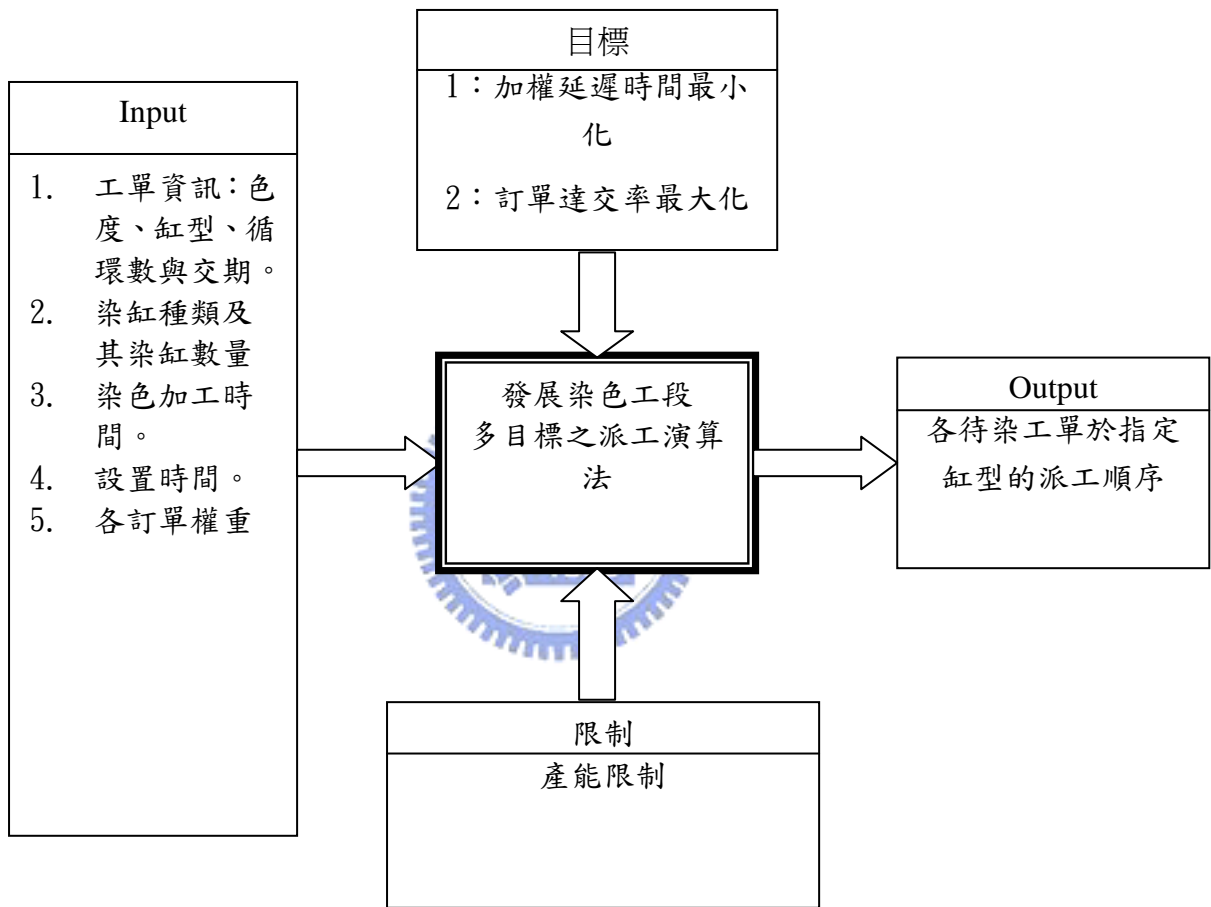 目標
1：加權延遲時間最小
化
2：訂單達交率最大化
Input
1. 工單資訊：色
度、缸型、循
環數與交期。
2. 染缸種類及
其染缸數量
3. 染色加工時
間。
4. 設置時間。
5. 各訂單權重
發展染色工段
多目標之派工演算
法
Output
各待染工單於指定
缸型的派工順序
限制
產能限制